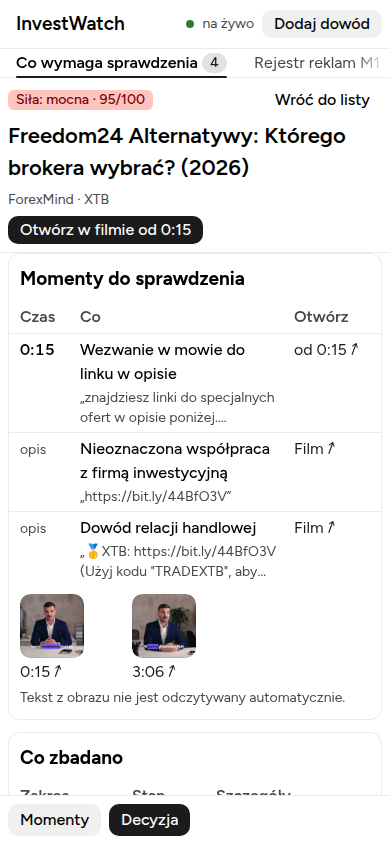 InvestWatch
na żywo
Dodaj dowód
Co wymaga sprawdzenia 4
Rejestr reklam M1
Siła: mocna · 95/100
Wróć do listy
Freedom24 Alternatywy: Którego
brokera wybrać? (2026)
ForexMind · XTB
Otwórz w filmie od 0:15
Momenty do sprawdzenia
Czas Co Otwórz
0:15 Wezwanie w mowie do od 0:15 ↗
linku w opisie
„znajdziesz linki do specjalnych
ofert w opisie poniżej....
opis Nieoznaczona współpraca Film ↗
z firmą inwestycyjną
„https://bit.ly/44BfO3V”
opis Dowód relacji handlowej Film ↗
„🥇XTB: https://bit.ly/44BfO3V
(Użyj kodu "TRADEXTB", aby...
0:15 ↗ 3:06 ↗
Tekst z obrazu nie jest odczytywany automatycznie.
Co zbadano
Zakres Stan Szczegóły
Momenty
Decyzja